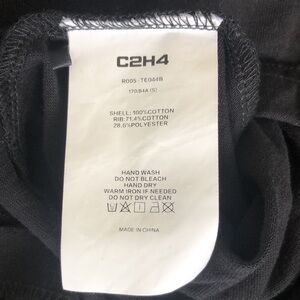 C2H4
R005-TE044B
170/84A (S)
SHELL: 100%COTTON
RIB:71.4%COTTON
28.6%POLYESTER
HAND WASH
DO NOT BLEACH
HAND DRY
WARM IRON IF NEEDED
DO NOT DRY CLEAN
MADE IN CHINA